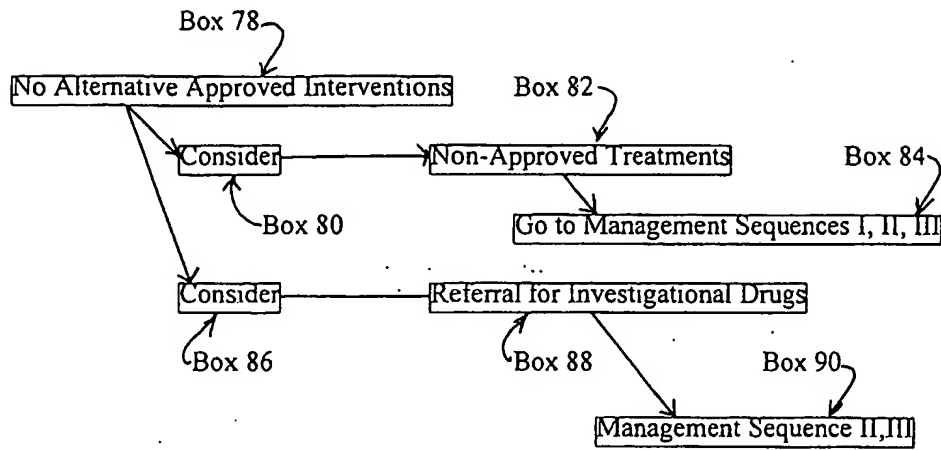 Box 78
No Alternative Approved Interventions
Box 82
Consider
Non-Approved Treatments
Box 84
Box 80
Go to Management Sequences I, II, III
Consider
Referral for Investigational Drugs
Box 86
Box 88
Box 90
Management Sequence II,III